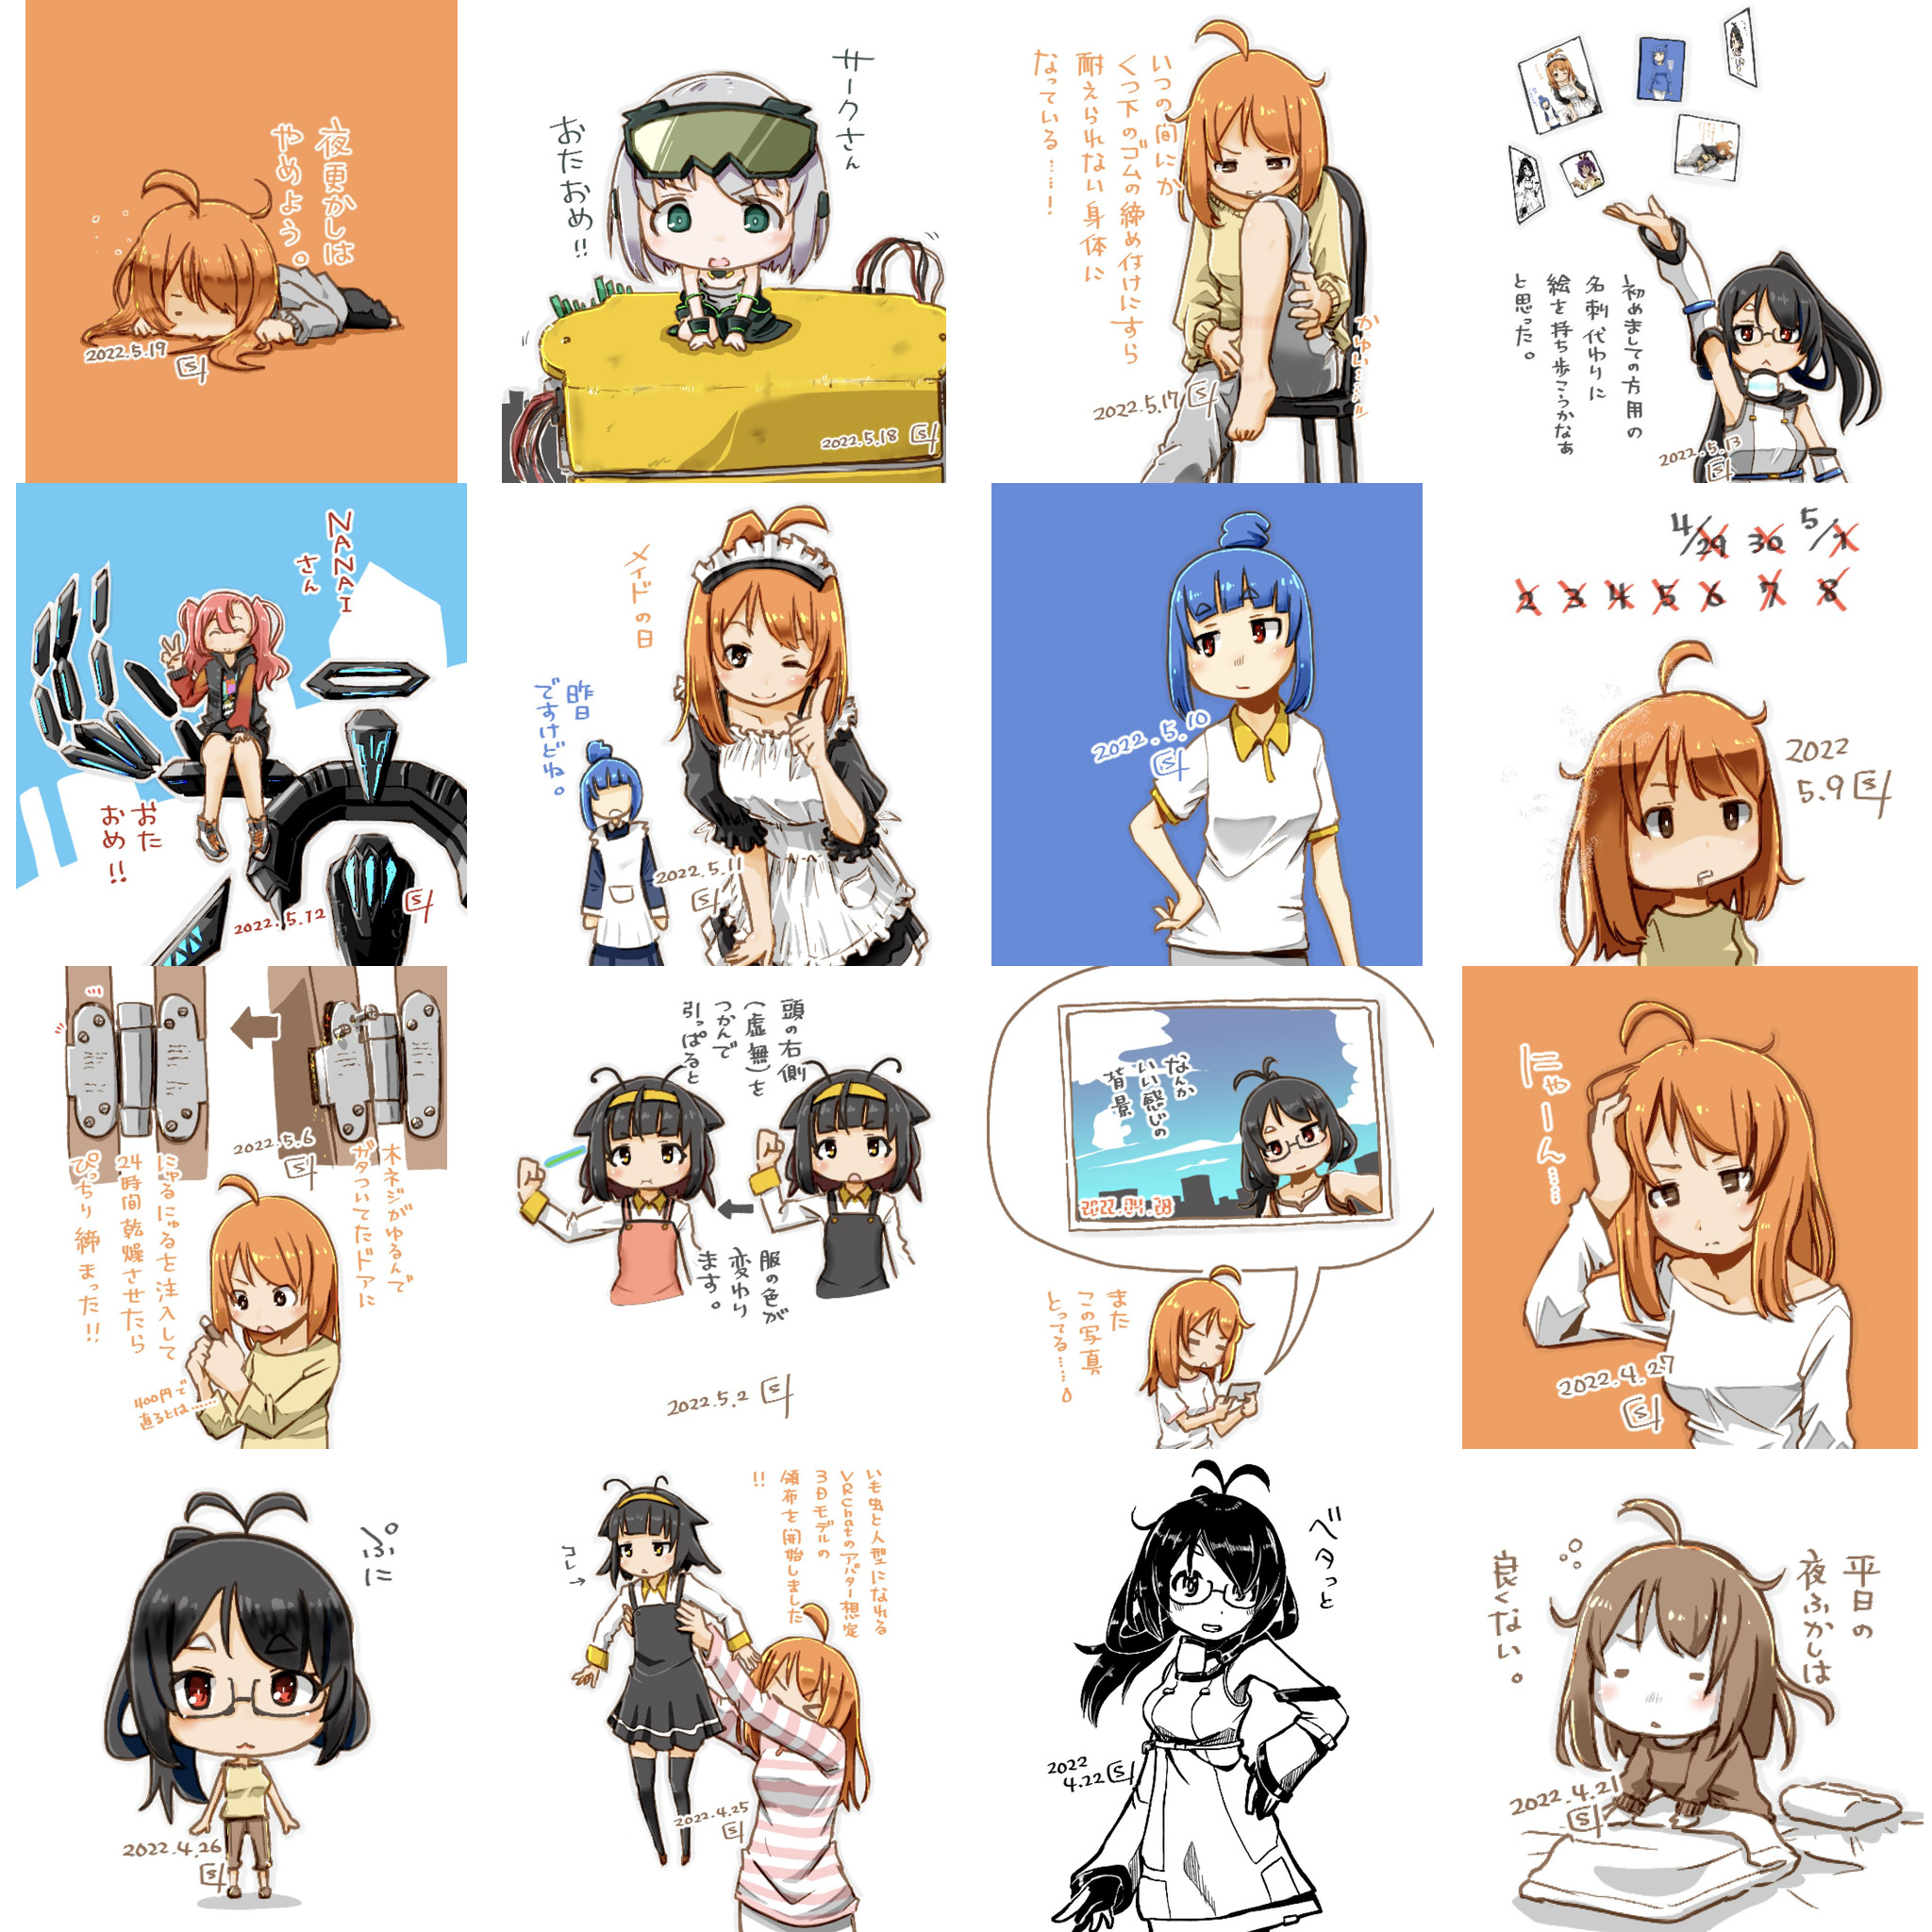 夜更かしは
やめよう。
2022.5.19
サークさん
おたおめ!!
2022.5.18
いつの間にか
くつ下のゴムの締め付けにすら
耐えられない身体に
なっている……!
かゆい……
2022.5.17
初めましての方用の
名刺代わりに
絵を持ち歩こうかなぁ
と思った。
2022.5.13
NANAI
さん
おた
おめ!!
2022.5.12
メイドの日
昨日
ですけどね。
2022.5.11
2022.5.10
4/29 30 5/1
2 3 4 5 6 7 8
2022
5.9
木ネジがゆるんで
ガタついてたドアに
にゅるにゅるを注入して
24時間乾燥させたら
ぴっちり締まった!!
400円で
直るとは……
2022.5.6
頭の右側
(虚無)を
つかんで
引っぱると
服の色が
変わり
ます。
2022.5.2
なんか
いい感じの
背景
2022.04.28
また
この写真
とってる……
にゃーん……
2022.4.27
ぷに
2022.4.26
いも虫と人型になれる
VRChatのアバター想定
3Dモデルの
頒布を開始しました
!!
コレ→
2022.4.25
ベタっと
2022
4.22
平日の
夜ふかしは
良くない。
2022.4.21